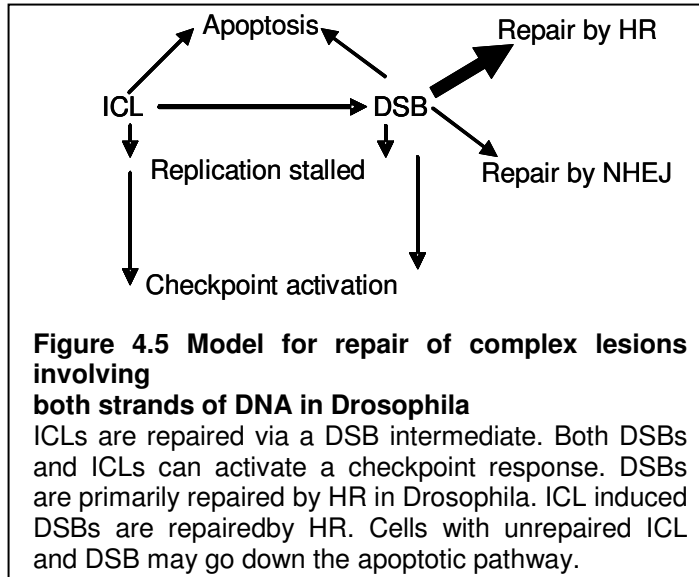 Apoptosis
Repair by HR
ICL
DSB
Replication stalled
Repair by NHEJ
Checkpoint activation
Figure 4.5 Model for repair of complex lesions
involving
both strands of DNA in Drosophila
ICLs are repaired via a DSB intermediate. Both DSBs
and ICLs can activate a checkpoint response. DSBs
are primarily repaired by HR in Drosophila. ICL induced
DSBs are repairedby HR. Cells with unrepaired ICL
and DSB may go down the apoptotic pathway.